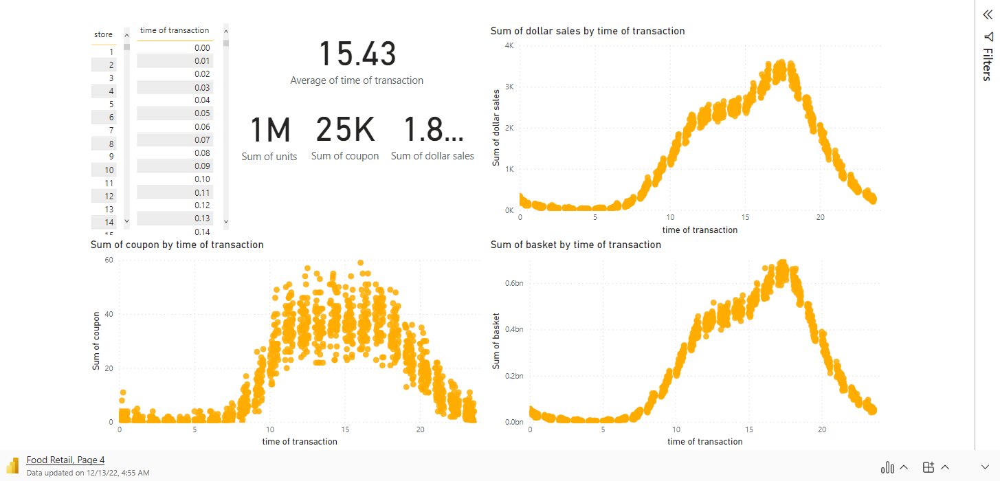 store
1
2
3
4
5
6
7
8
9
10
11
12
13
14
time of transaction
0.00
0.01
0.02
0.03
0.04
0.05
0.06
0.07
0.08
0.09
0.10
0.11
0.12
0.13
0.14
15.43
Average of time of transaction
1M
Sum of units
25K
Sum of coupon
1.8...
Sum of dollar sales
Sum of dollar sales by time of transaction
Sum of dollar sales
4K
3K
2K
1K
0K
0 5 10 15 20
time of transaction
Filters
Sum of coupon by time of transaction
Sum of coupon
60
40
20
0
0 5 10 15 20
time of transaction
Sum of basket by time of transaction
Sum of basket
0.6bn
0.4bn
0.2bn
0.0bn
0 5 10 15 20
time of transaction
Food Retail, Page 4
Data updated on 12/13/22, 4:55 AM